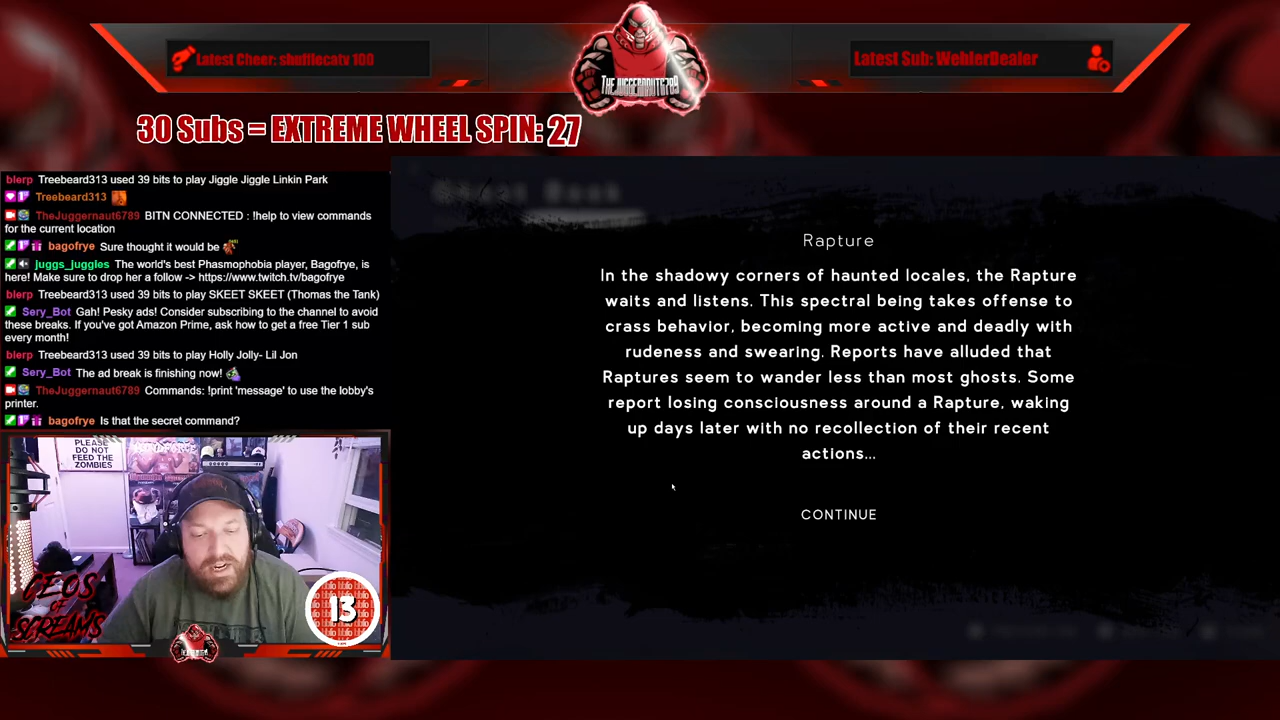 Latest Cheer: shufflecatv 100
THEJUGGERNAUT6789
Latest Sub: WehlerDealer
30 Subs = EXTREME WHEEL SPIN: 27
blerp Treebeard313 used 39 bits to play Jiggle Jiggle Linkin Park
Treebeard313
TheJuggernaut6789 BITN CONNECTED : !help to view commands
for the current location
bagofrye Sure thought it would be
juggs_juggles The world's best Phasmophobia player, Bagofrye, is
here! Make sure to drop her a follow -> https://www.twitch.tv/bagofrye
blerp Treebeard313 used 39 bits to play SKEET SKEET (Thomas the Tank)
Sery_Bot Gah! Pesky ads! Consider subscribing to the channel to avoid
these breaks. If you've got Amazon Prime, ask how to get a free Tier 1 sub
every month!
blerp Treebeard313 used 39 bits to play Holly Jolly- Lil Jon
Sery_Bot The ad break is finishing now!
TheJuggernaut6789 Commands: !print 'message' to use the lobby's
printer.
bagofrye Is that the secret command?
Ghost Book
Rapture
In the shadowy corners of haunted locales, the Rapture
waits and listens. This spectral being takes offense to
crass behavior, becoming more active and deadly with
rudeness and swearing. Reports have alluded that
Raptures seem to wander less than most ghosts. Some
report losing consciousness around a Rapture, waking
up days later with no recollection of their recent
actions...
CONTINUE
PLEASE
DO NOT
FEED THE
ZOMBIES
CEOS
OF
SCREAMS
13